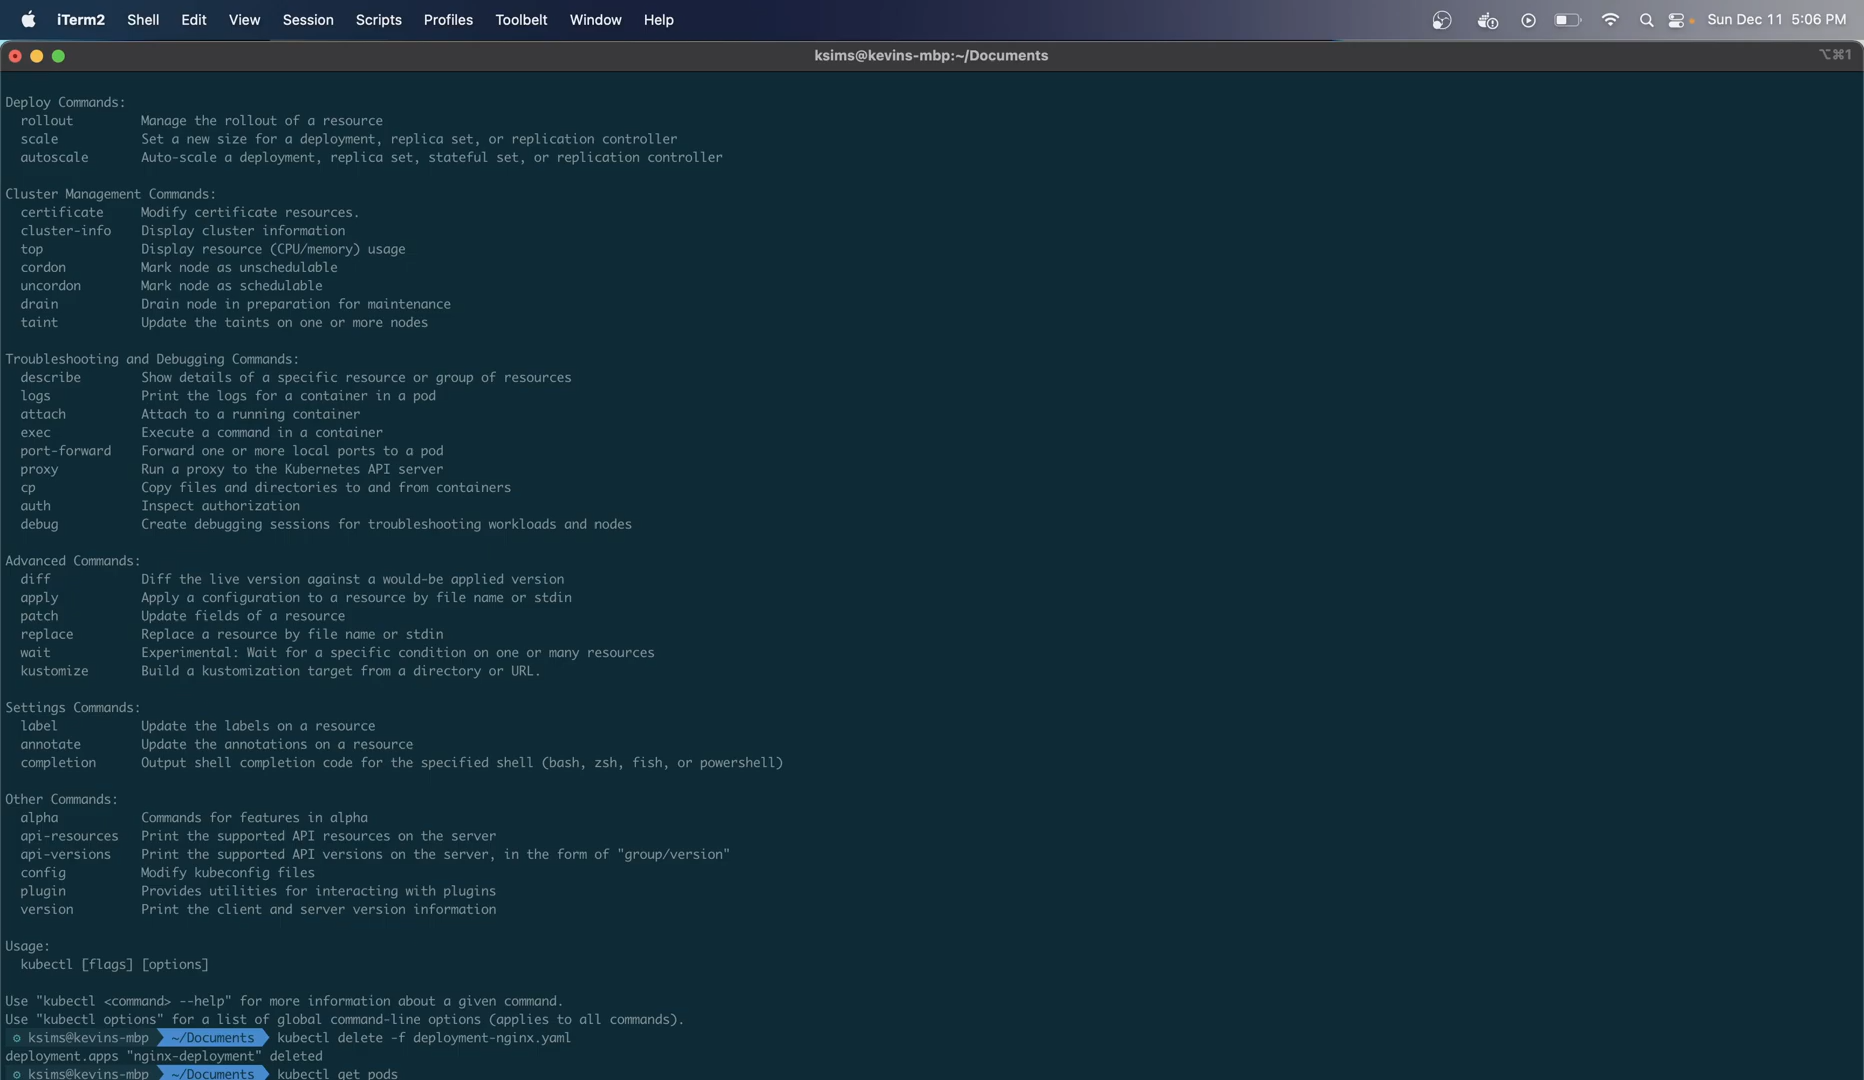 iTerm2 Shell Edit View Session Scripts Profiles Toolbelt Window Help Sun Dec 11 5:06 PM
ksims@kevins-mbp:~/Documents ⌥⌘1
Deploy Commands:
rollout Manage the rollout of a resource
scale Set a new size for a deployment, replica set, or replication controller
autoscale Auto-scale a deployment, replica set, stateful set, or replication controller
Cluster Management Commands:
certificate Modify certificate resources.
cluster-info Display cluster information
top Display resource (CPU/memory) usage
cordon Mark node as unschedulable
uncordon Mark node as schedulable
drain Drain node in preparation for maintenance
taint Update the taints on one or more nodes
Troubleshooting and Debugging Commands:
describe Show details of a specific resource or group of resources
logs Print the logs for a container in a pod
attach Attach to a running container
exec Execute a command in a container
port-forward Forward one or more local ports to a pod
proxy Run a proxy to the Kubernetes API server
cp Copy files and directories to and from containers
auth Inspect authorization
debug Create debugging sessions for troubleshooting workloads and nodes
Advanced Commands:
diff Diff the live version against a would-be applied version
apply Apply a configuration to a resource by file name or stdin
patch Update fields of a resource
replace Replace a resource by file name or stdin
wait Experimental: Wait for a specific condition on one or many resources
kustomize Build a kustomization target from a directory or URL.
Settings Commands:
label Update the labels on a resource
annotate Update the annotations on a resource
completion Output shell completion code for the specified shell (bash, zsh, fish, or powershell)
Other Commands:
alpha Commands for features in alpha
api-resources Print the supported API resources on the server
api-versions Print the supported API versions on the server, in the form of "group/version"
config Modify kubeconfig files
plugin Provides utilities for interacting with plugins
version Print the client and server version information
Usage:
kubectl [flags] [options]
Use "kubectl <command> --help" for more information about a given command.
Use "kubectl options" for a list of global command-line options (applies to all commands).
ksims@kevins-mbp ~/Documents kubectl delete -f deployment-nginx.yaml
deployment.apps "nginx-deployment" deleted
ksims@kevins-mbp ~/Documents kubectl get pods